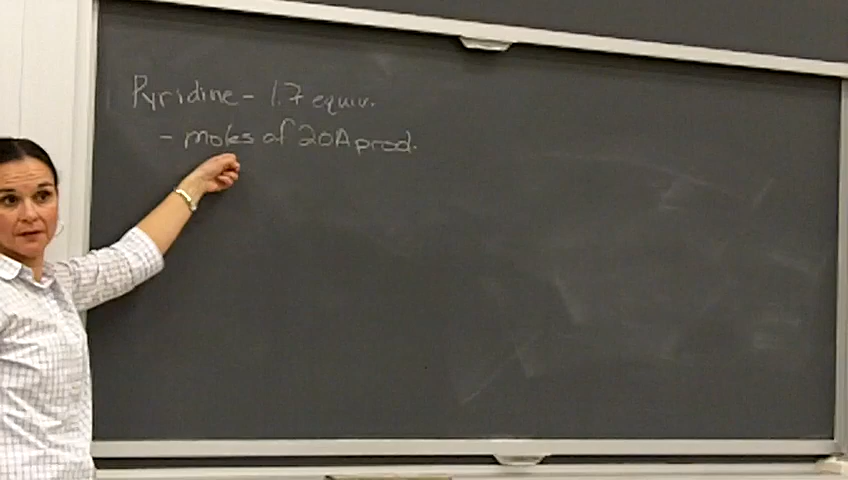 Pyridine - 1.7 equiv.
- moles of 20A prod.